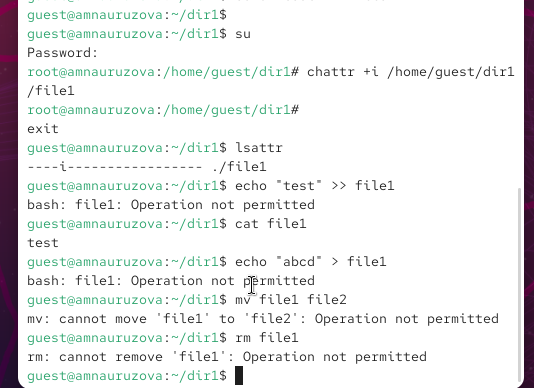 guest@amnauruzova:~/dir1$
guest@amnauruzova:~/dir1$ su
Password:
root@amnauruzova:/home/guest/dir1# chattr +i /home/guest/dir1
/file1
root@amnauruzova:/home/guest/dir1#
exit
guest@amnauruzova:~/dir1$ lsattr
----i----------------- ./file1
guest@amnauruzova:~/dir1$ echo "test" >> file1
bash: file1: Operation not permitted
guest@amnauruzova:~/dir1$ cat file1
test
guest@amnauruzova:~/dir1$ echo "abcd" > file1
bash: file1: Operation not permitted
guest@amnauruzova:~/dir1$ mv file1 file2
mv: cannot move 'file1' to 'file2': Operation not permitted
guest@amnauruzova:~/dir1$ rm file1
rm: cannot remove 'file1': Operation not permitted
guest@amnauruzova:~/dir1$